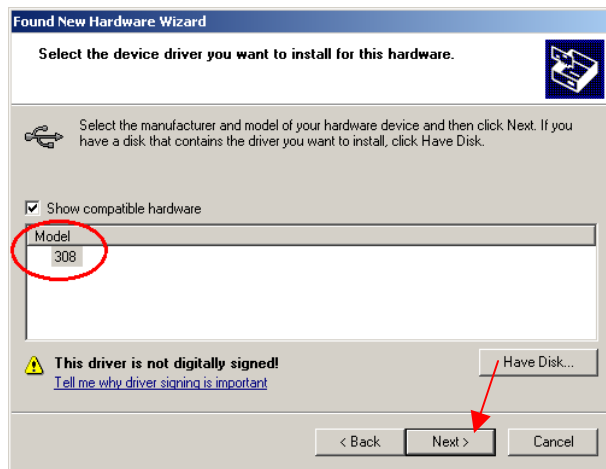 Found New Hardware Wizard
Select the device driver you want to install for this hardware.
Select the manufacturer and model of your hardware device and then click Next. If you
have a disk that contains the driver you want to install, click Have Disk.
Show compatible hardware
Model
308
This driver is not digitally signed!
Tell me why driver signing is important
Have Disk...
< Back
Next >
Cancel